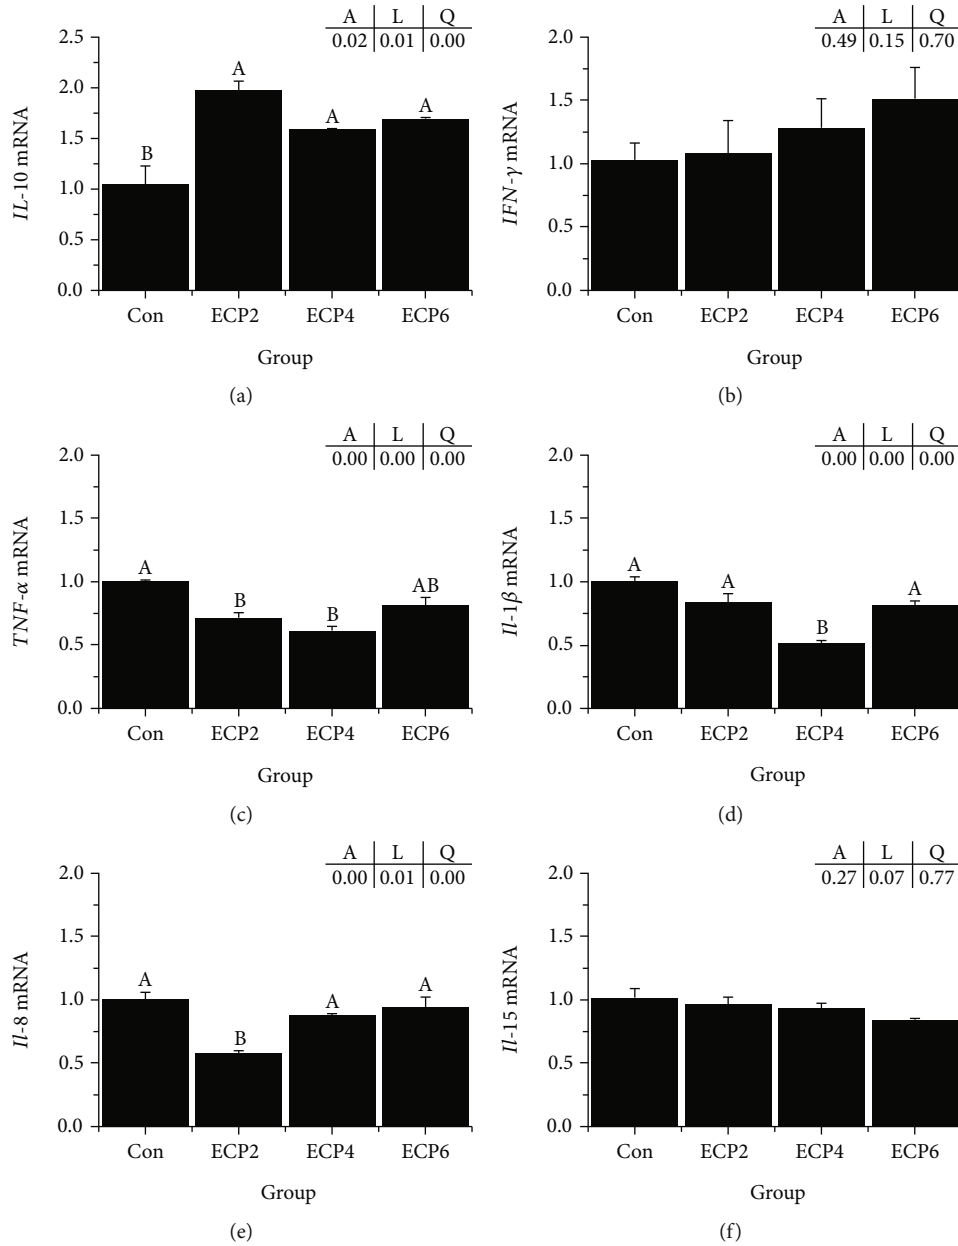 A L Q
0.02 0.01 0.00
2.5
2.0
1.5
1.0
0.5
0.0
IL-10 mRNA
B A A A
Con ECP2 ECP4 ECP6
Group
(a)
A L Q
0.49 0.15 0.70
2.0
1.5
1.0
0.5
0.0
IFN-γ mRNA
Con ECP2 ECP4 ECP6
Group
(b)
A L Q
0.00 0.00 0.00
2.0
1.5
1.0
0.5
0.0
TNF-α mRNA
A B B AB
Con ECP2 ECP4 ECP6
Group
(c)
A L Q
0.00 0.00 0.00
2.0
1.5
1.0
0.5
0.0
Il-1β mRNA
A A B A
Con ECP2 ECP4 ECP6
Group
(d)
A L Q
0.00 0.01 0.00
2.0
1.5
1.0
0.5
0.0
Il-8 mRNA
A B A A
Con ECP2 ECP4 ECP6
Group
(e)
A L Q
0.27 0.07 0.77
2.0
1.5
1.0
0.5
0.0
Il-15 mRNA
Con ECP2 ECP4 ECP6
Group
(f)